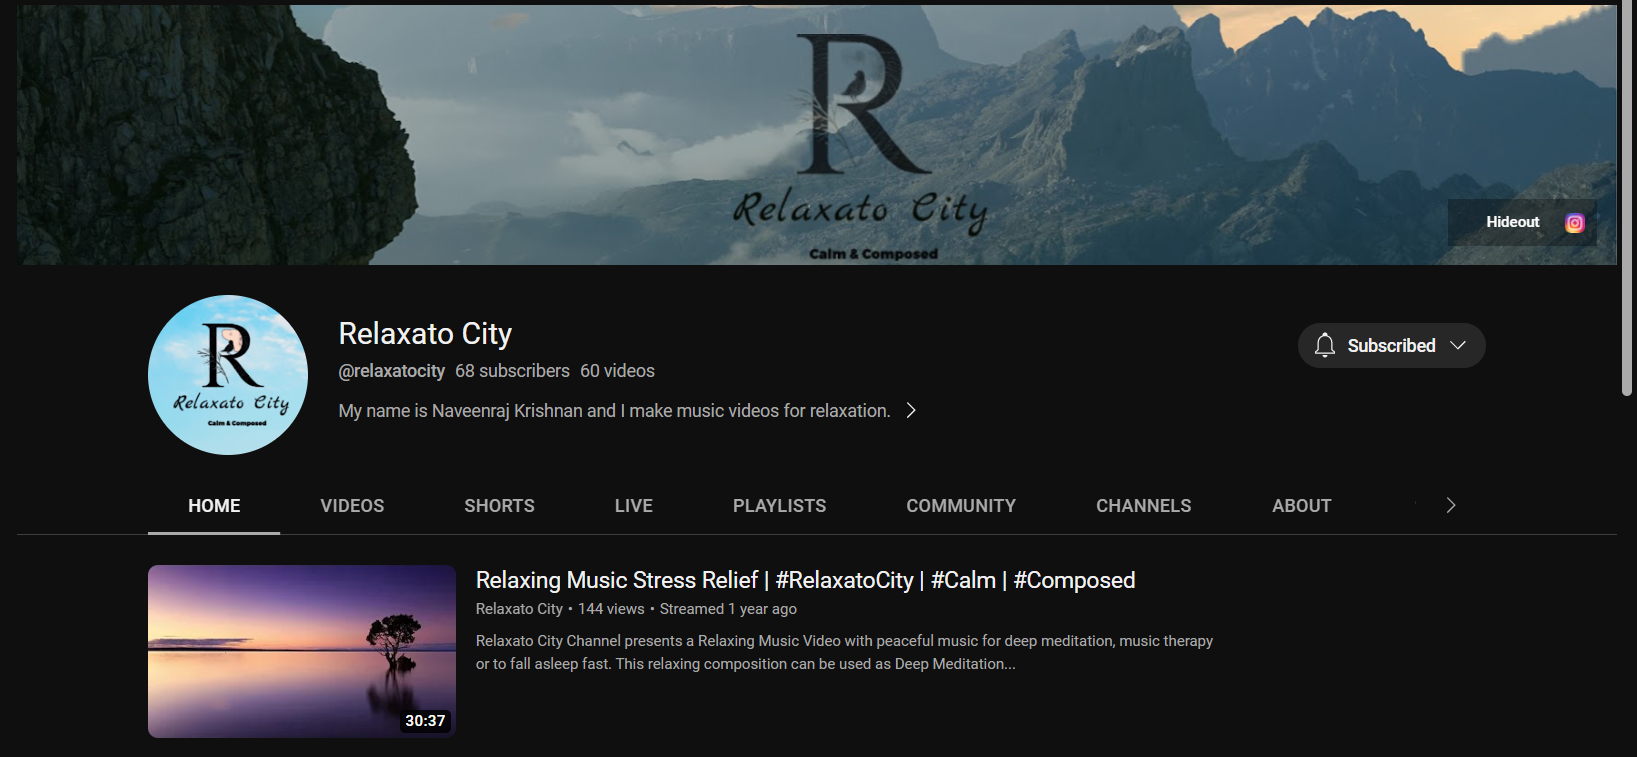 R
Relaxato City
Calm & Composed
Hideout
R
Relaxato City
Calm & Composed
Relaxato City
@relaxatocity 68 subscribers 60 videos
My name is Naveenraj Krishnan and I make music videos for relaxation.
Subscribed
HOME VIDEOS SHORTS LIVE PLAYLISTS COMMUNITY CHANNELS ABOUT
Relaxing Music Stress Relief | #RelaxatoCity | #Calm | #Composed
Relaxato City • 144 views • Streamed 1 year ago
Relaxato City Channel presents a Relaxing Music Video with peaceful music for deep meditation, music therapy
or to fall asleep fast. This relaxing composition can be used as Deep Meditation...
30:37